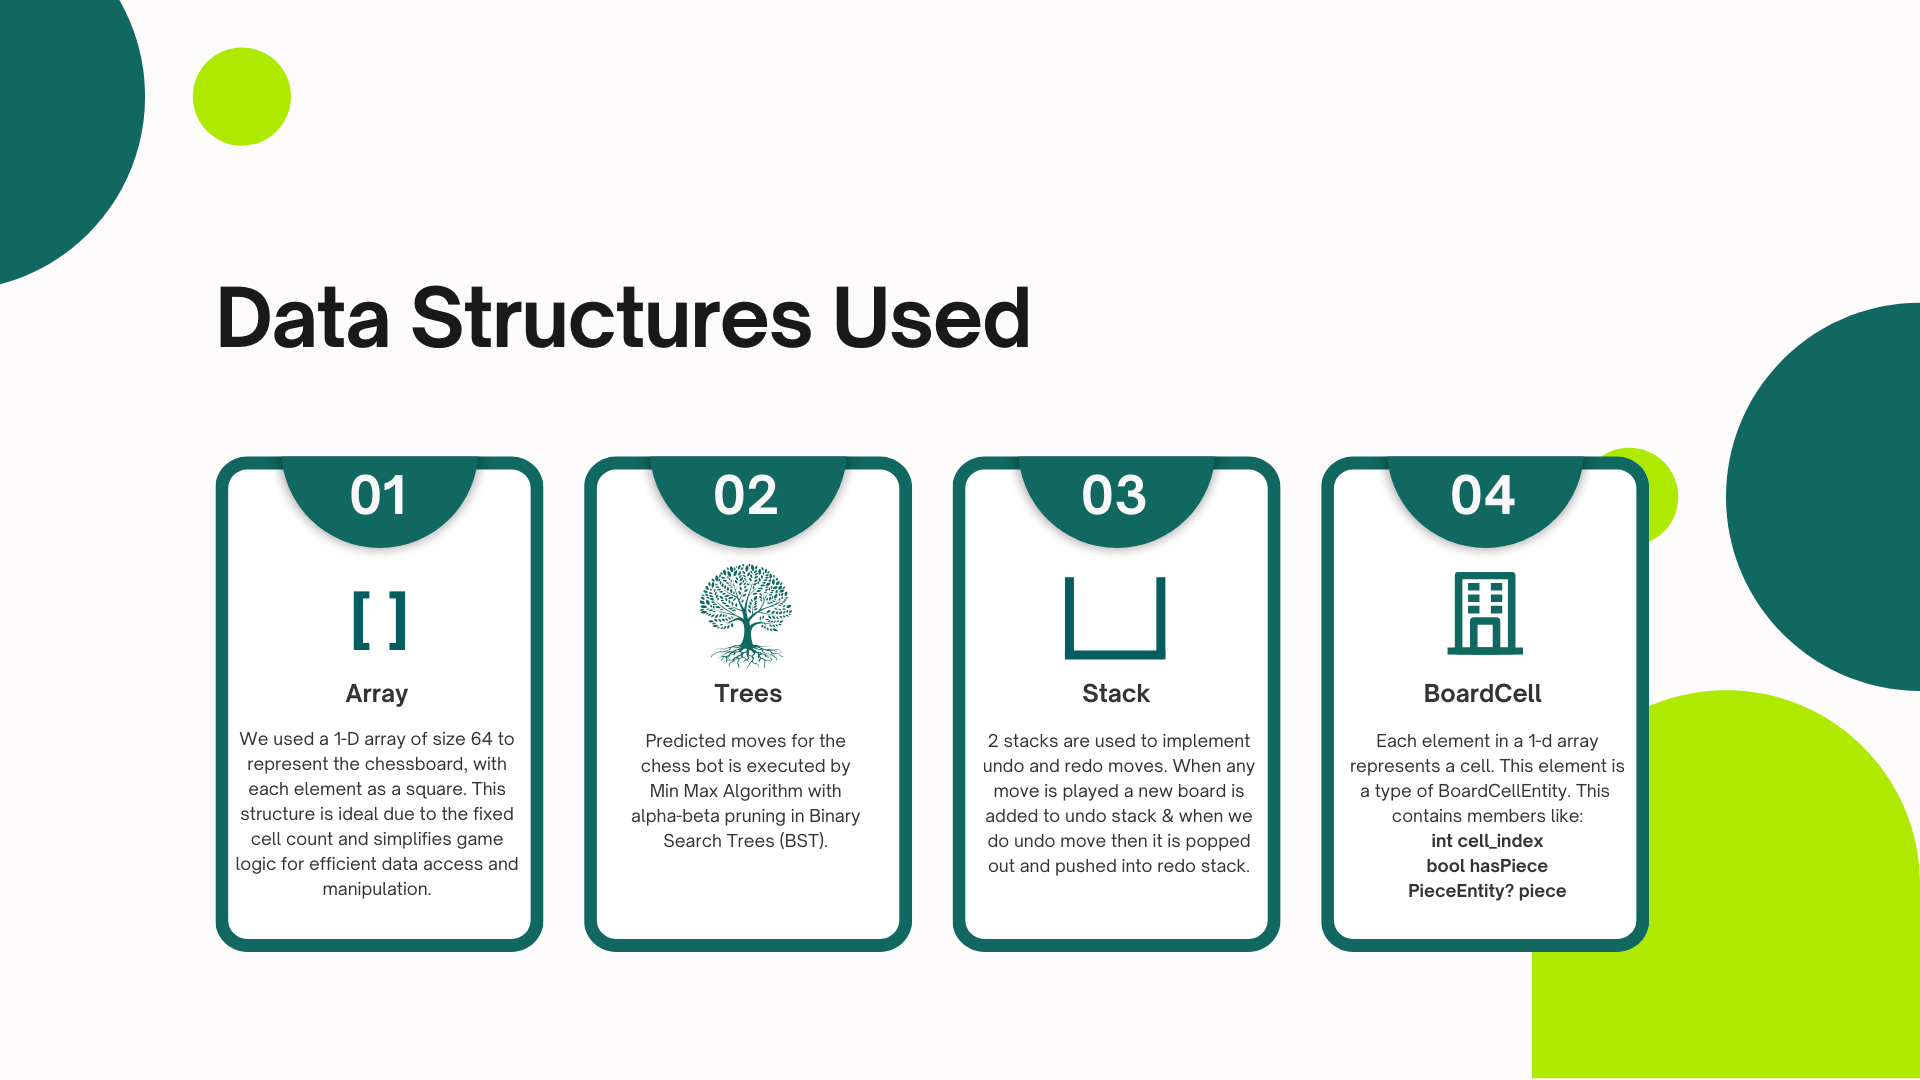 Data Structures Used
01
[ ]
Array
We used a 1-D array of size 64 to
represent the chessboard, with
each element as a square. This
structure is ideal due to the fixed
cell count and simplifies game
logic for efficient data access and
manipulation.
02
Trees
Predicted moves for the
chess bot is executed by
Min Max Algorithm with
alpha-beta pruning in Binary
Search Trees (BST).
03
Stack
2 stacks are used to implement
undo and redo moves. When any
move is played a new board is
added to undo stack & when we
do undo move then it is popped
out and pushed into redo stack.
04
BoardCell
Each element in a 1-d array
represents a cell. This element is
a type of BoardCellEntity. This
contains members like:
int cell_index
bool hasPiece
PieceEntity? piece